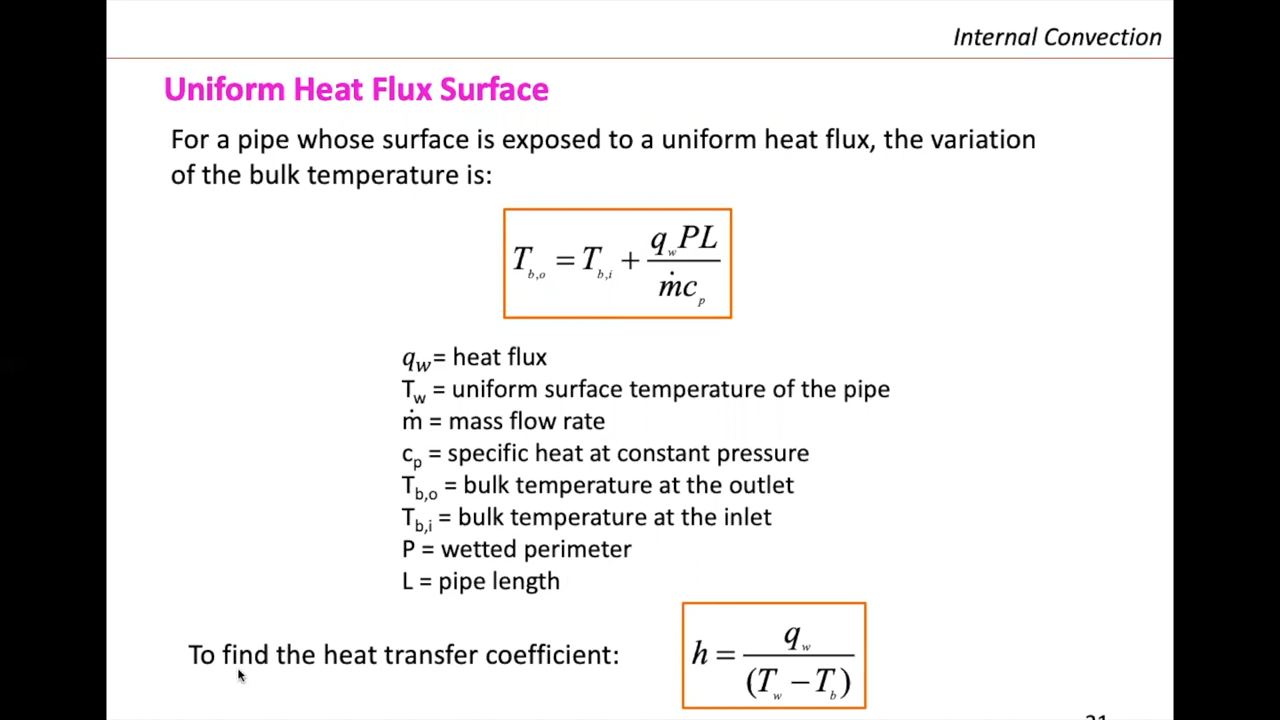 Internal Convection
Uniform Heat Flux Surface
For a pipe whose surface is exposed to a uniform heat flux, the variation
of the bulk temperature is:
T_{b,o} = T_{b,i} + \frac{q_w PL}{ṁc_p}
q_w= heat flux
T_w = uniform surface temperature of the pipe
ṁ = mass flow rate
c_p = specific heat at constant pressure
T_{b,o} = bulk temperature at the outlet
T_{b,i} = bulk temperature at the inlet
P = wetted perimeter
L = pipe length
To find the heat transfer coefficient: h = \frac{q_w}{(T_w − T_b)}